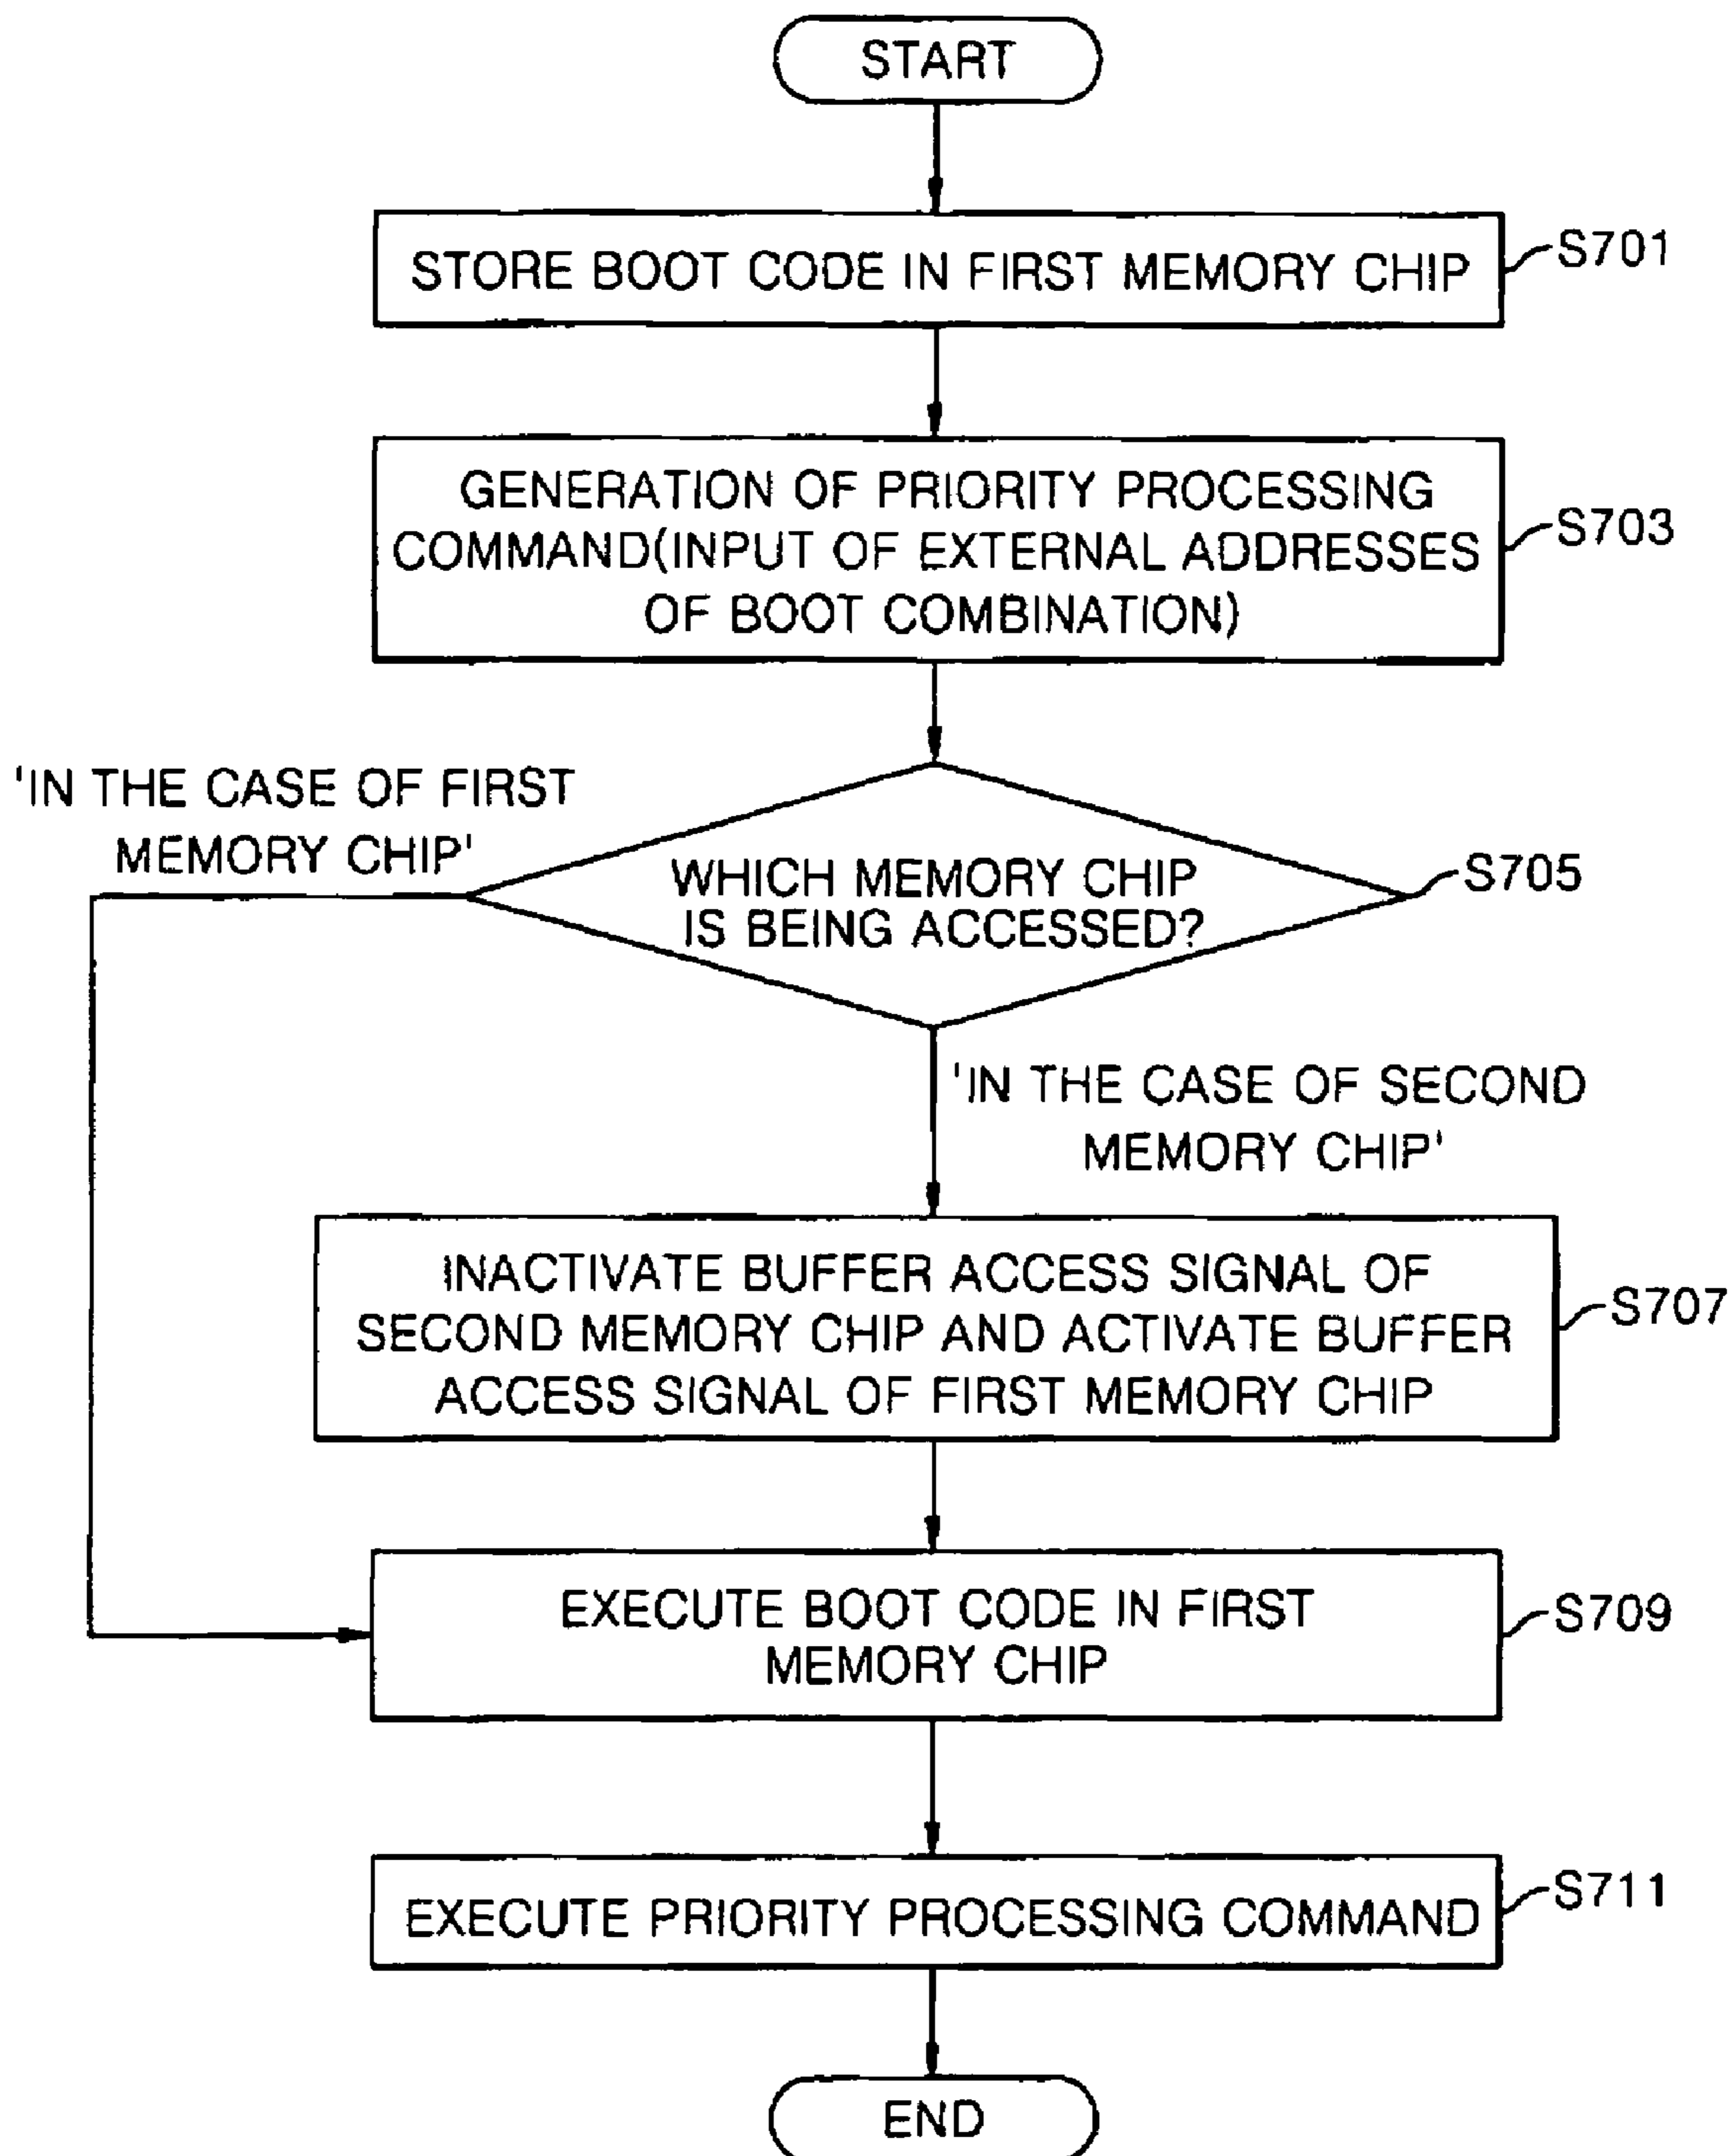 START
STORE BOOT CODE IN FIRST MEMORY CHIP
S701
GENERATION OF PRIORITY PROCESSING
COMMAND(INPUT OF EXTERNAL ADDRESSES
OF BOOT COMBINATION)
S703
'IN THE CASE OF FIRST
MEMORY CHIP'
WHICH MEMORY CHIP
IS BEING ACCESSED?
S705
'IN THE CASE OF SECOND
MEMORY CHIP'
INACTIVATE BUFFER ACCESS SIGNAL OF
SECOND MEMORY CHIP AND ACTIVATE BUFFER
ACCESS SIGNAL OF FIRST MEMORY CHIP
S707
EXECUTE BOOT CODE IN FIRST
MEMORY CHIP
S709
EXECUTE PRIORITY PROCESSING COMMAND
S711
END